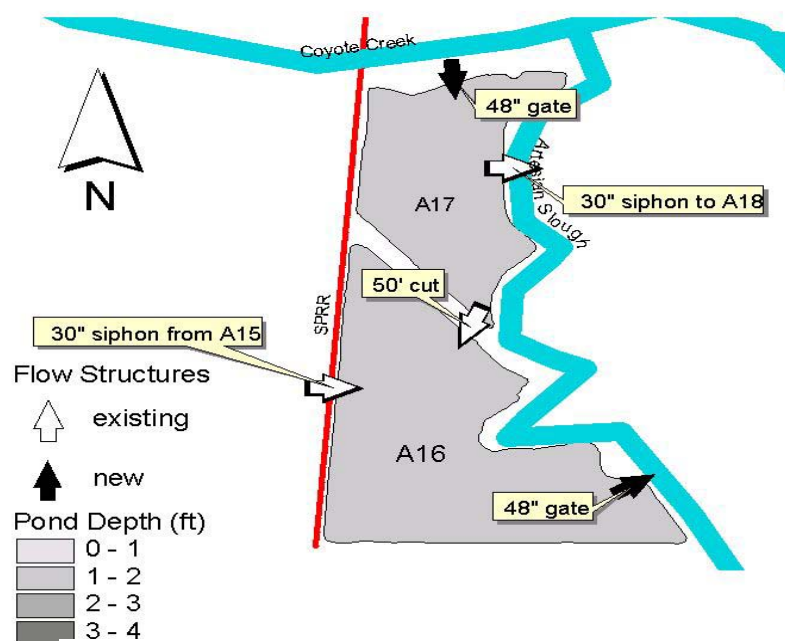 Coyote Creek
48" gate
N
A17
Artesian Slough
30" siphon to A18
50' cut
SPRR
30" siphon from A15
Flow Structures
existing
new
A16
48" gate
Pond Depth (ft)
0 - 1
1 - 2
2 - 3
3 - 4